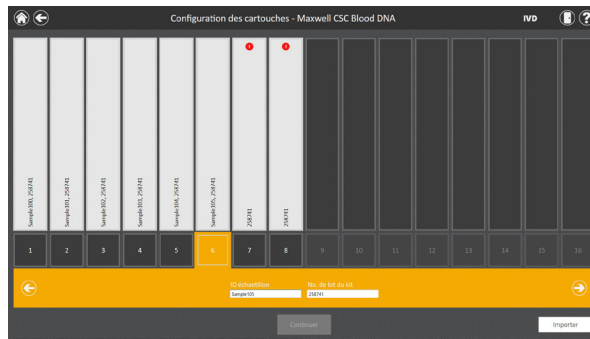 Configuration des cartouches - Maxwell CSC Blood DNA
IVD
?
!
!
Sample100, 258741
Sample101, 258741
Sample102, 258741
Sample103, 258741
Sample104, 258741
Sample105, 258741
258741
258741
1 2 3 4 5 6 7 8 9 10 11 12 13 14 15 16
ID échantillon No. de lot du kit
Sample105 258741
Continuer
Importer